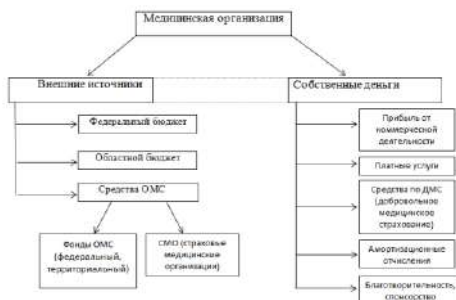 Медицинская организация
Внешние источники
Собственные деньги
Федеральный бюджет
Областной бюджет
Средства ОМС
Фонды ОМС
(федеральный,
территориальный)
СМО (страховые
медицинские
организации)
Прибыль от
коммерческой
деятельности
Платные услуги
Средства по ДМС
(добровольное
медицинское
страхование)
Амортизационные
отчисления
Благотворительность,
спонсорство